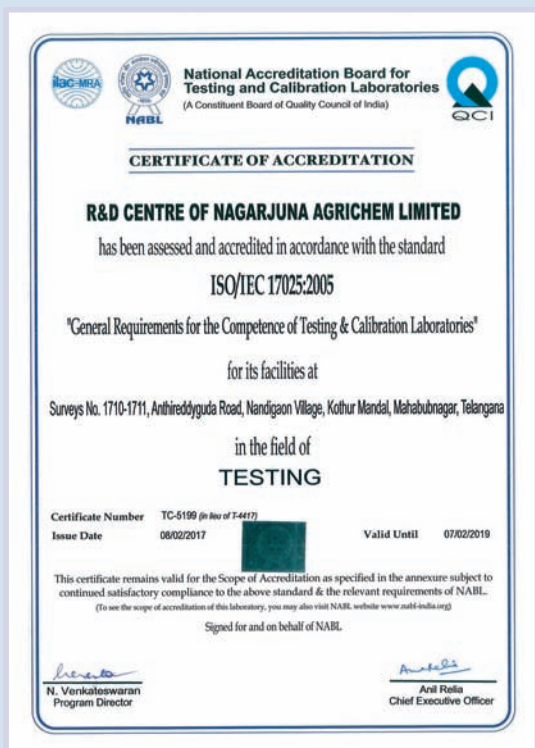 ilac-MRA
NABL
National Accreditation Board for
Testing and Calibration Laboratories
(A Constituent Board of Quality Council of India)
QCI
CERTIFICATE OF ACCREDITATION
R&D CENTRE OF NAGARJUNA AGRICHEM LIMITED
has been assessed and accredited in accordance with the standard
ISO/IEC 17025:2005
"General Requirements for the Competence of Testing & Calibration Laboratories"
for its facilities at
Surveys No. 1710-1711, Anthireddyguda Road, Nandigaon Village, Kothur Mandal, Mahabubnagar, Telangana
in the field of
TESTING
Certificate Number TC-5199 (in lieu of T-4417)
Issue Date 08/02/2017 Valid Until 07/02/2019
This certificate remains valid for the Scope of Accreditation as specified in the annexure subject to
continued satisfactory compliance to the above standard & the relevant requirements of NABL.
(To see the scope of accreditation of this laboratory, you may also visit NABL website www.nabl-india.org)
Signed for and on behalf of NABL
N. Venkateswaran
Program Director
Anil Relia
Chief Executive Officer